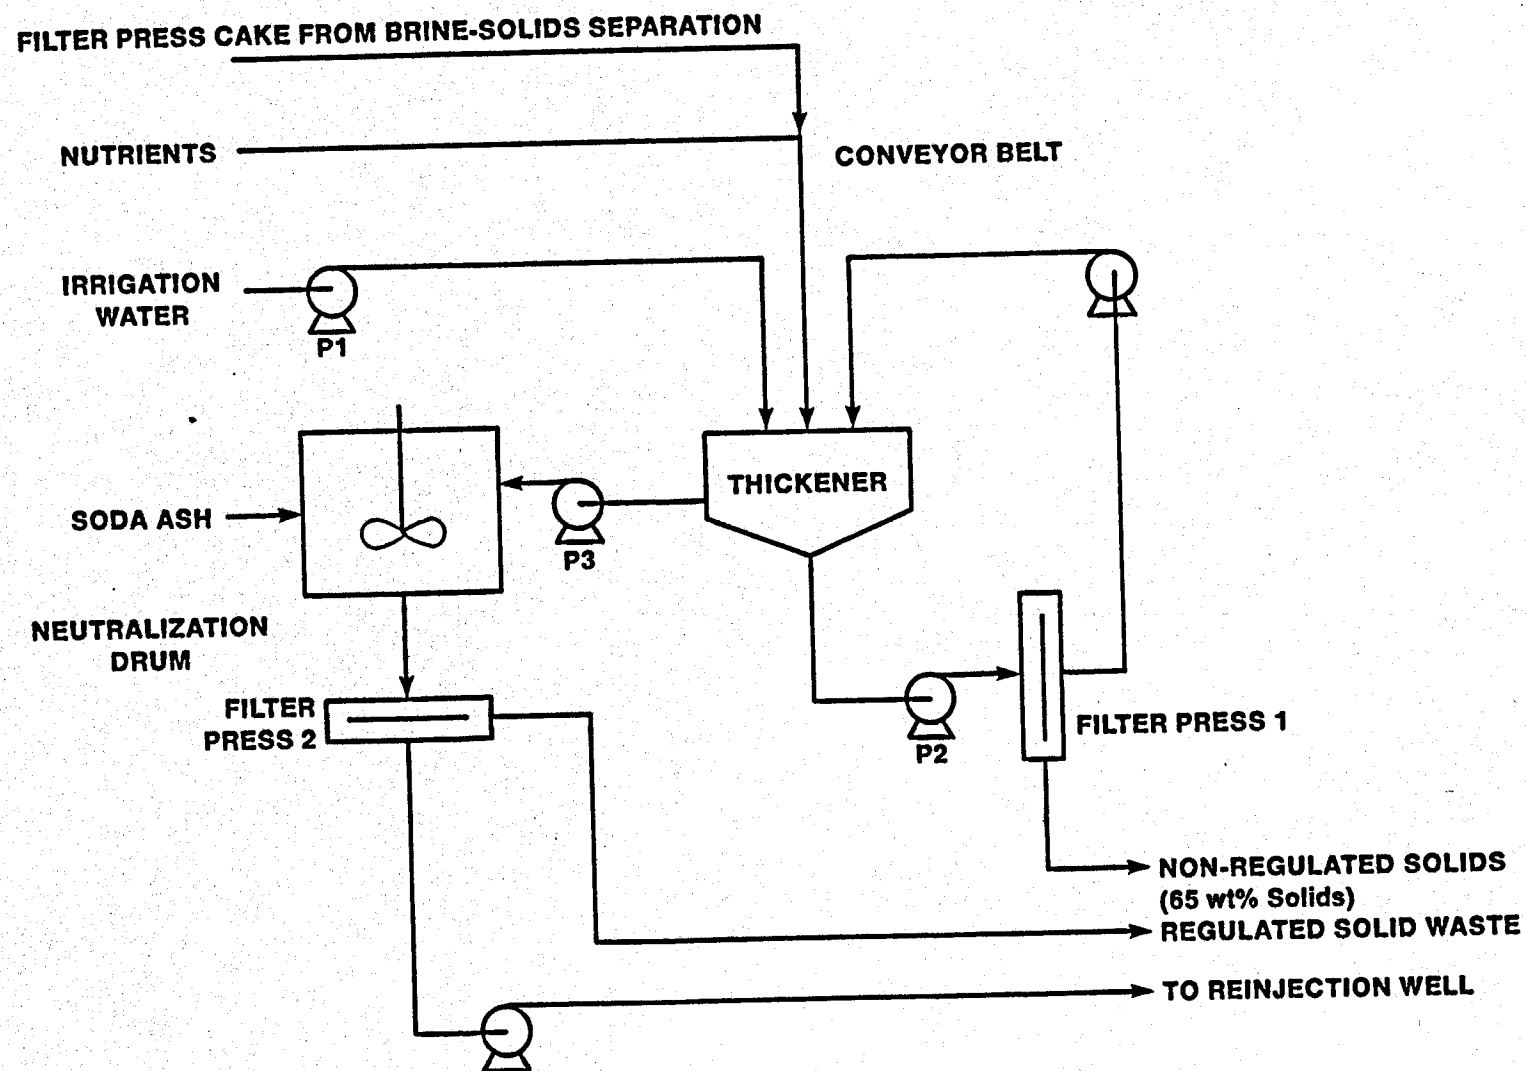 FILTER PRESS CAKE FROM BRINE-SOLIDS SEPARATION
NUTRIENTS
CONVEYOR BELT
IRRIGATION
WATER
P1
THICKENER
SODA ASH
P3
NEUTRALIZATION
DRUM
FILTER
PRESS 2
P2
FILTER PRESS 1
NON-REGULATED SOLIDS
(65 wt% Solids)
REGULATED SOLID WASTE
TO REINJECTION WELL